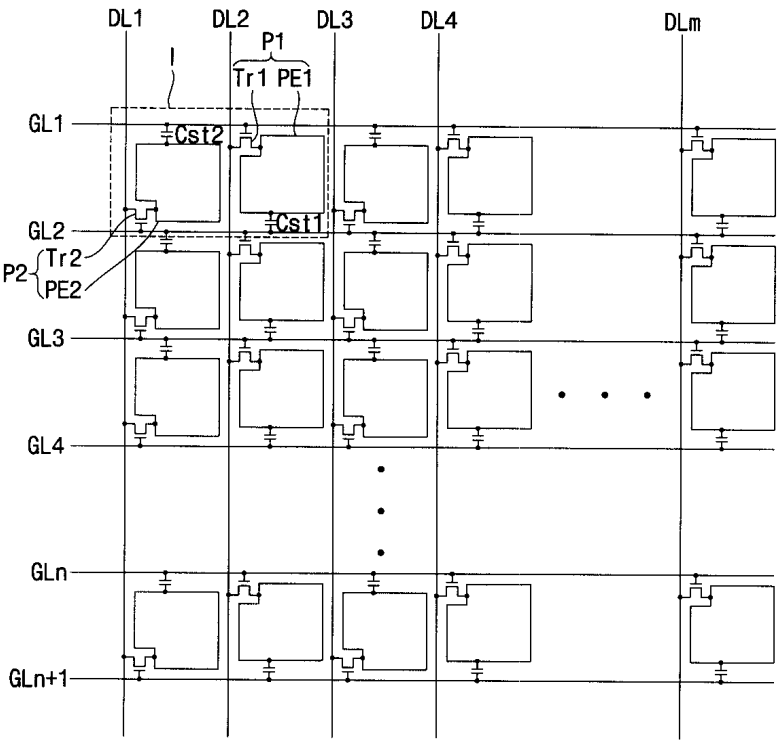 DL1 DL2 DL3 DL4 DLm
P1
I
Tr1 PE1
GL1
Cst2
Cst1
GL2
P2 Tr2
PE2
GL3
GL4
GLn
GLn+1